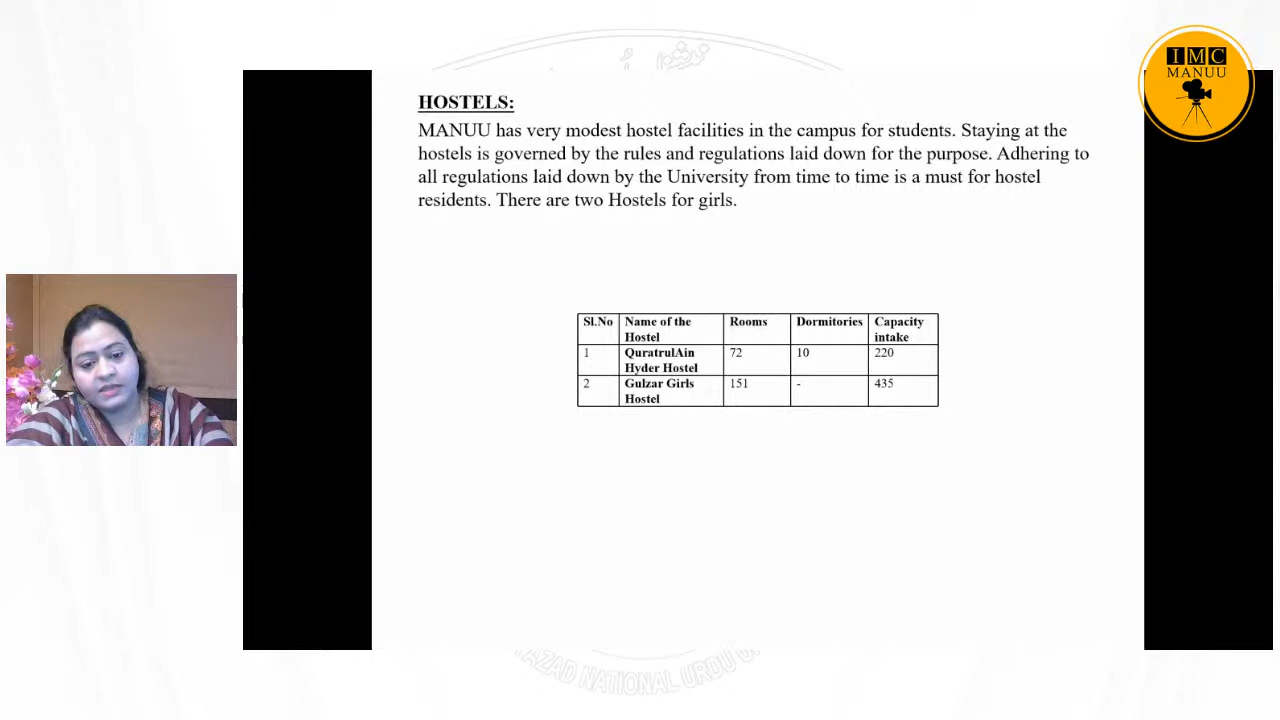 IMC
MANUU
HOSTELS:
MANUU has very modest hostel facilities in the campus for students. Staying at the
hostels is governed by the rules and regulations laid down for the purpose. Adhering to
all regulations laid down by the University from time to time is a must for hostel
residents. There are two Hostels for girls.
Sl.No Name of the Hostel Rooms Dormitories Capacity intake
1 QuratrulAin Hyder Hostel 72 10 220
2 Gulzar Girls Hostel 151 - 435
AZAD NATIONAL URDU